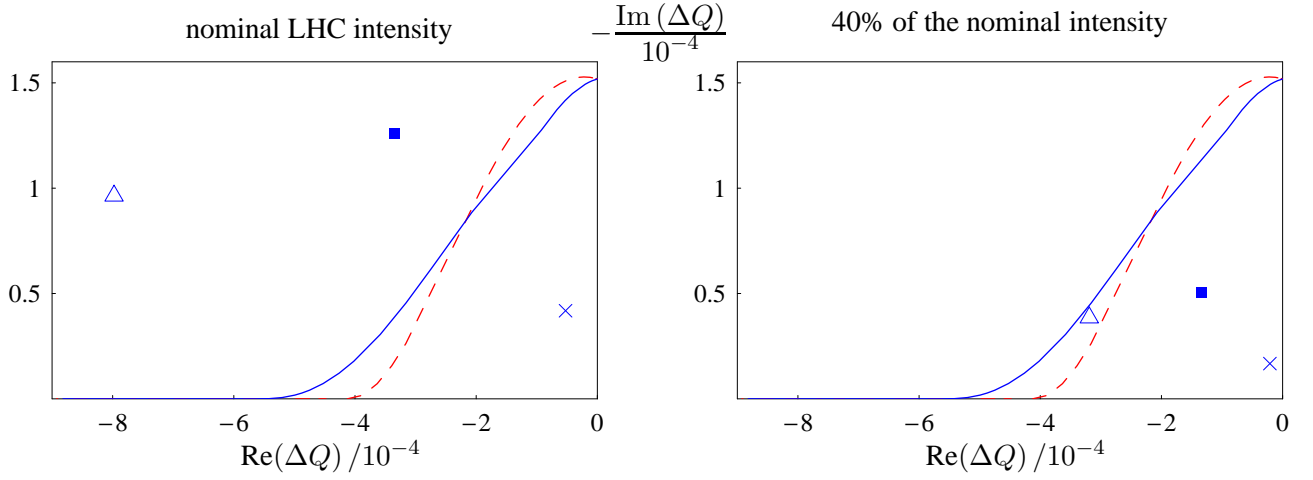 nominal LHC intensity
−Im (ΔQ)/10⁻⁴
40% of the nominal intensity
1.5
1
0.5
−8 −6 −4 −2 0
Re(ΔQ) /10⁻⁴
1.5
1
0.5
−8 −6 −4 −2 0
Re(ΔQ) /10⁻⁴